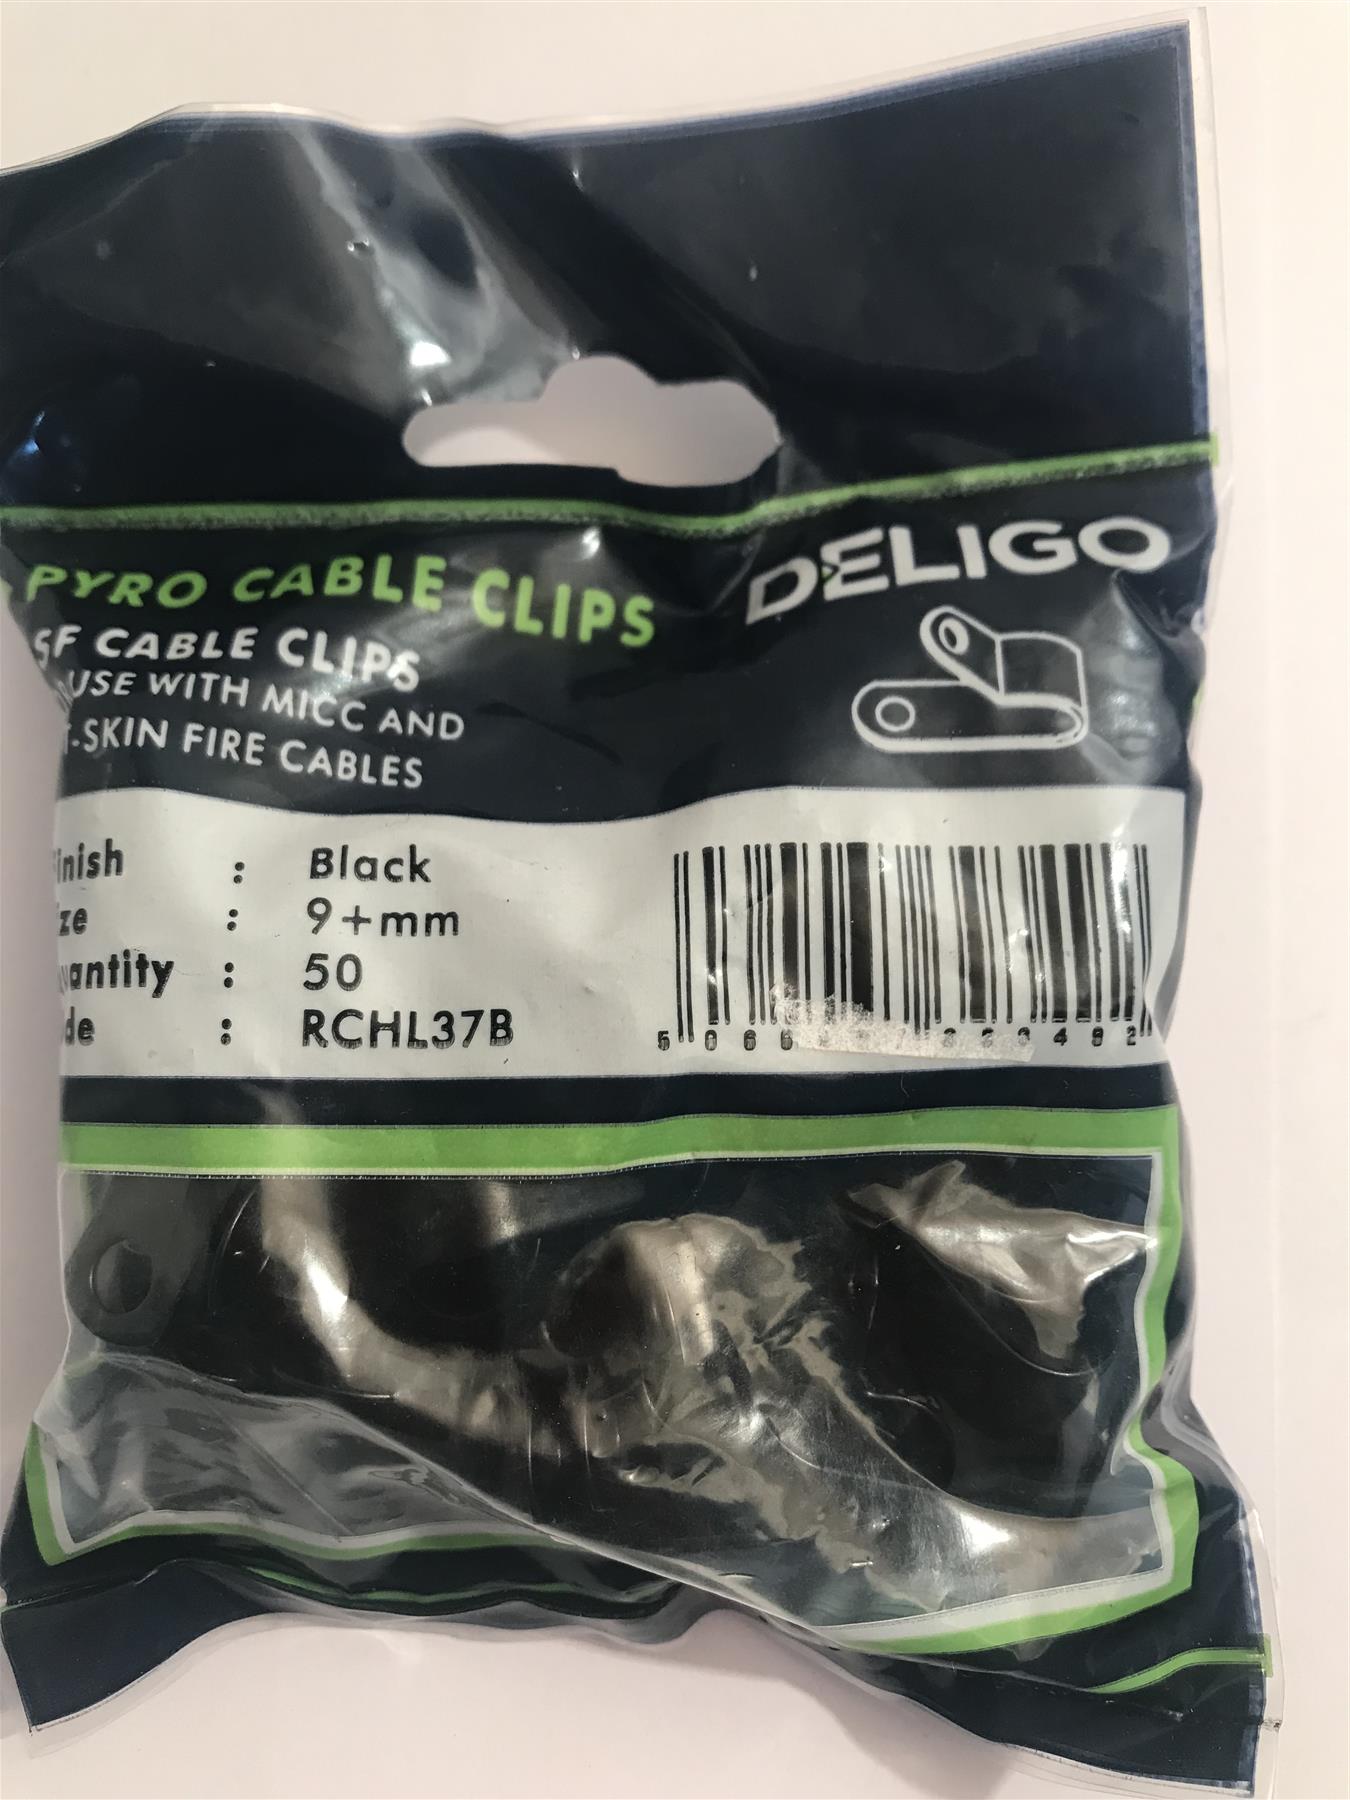 PYRO CABLE CLIPS
DELIGO
SF CABLE CLIPS
USE WITH MICC AND
T-SKIN FIRE CABLES
inish : Black
ize : 9+mm
uantity : 50
de : RCHL37B